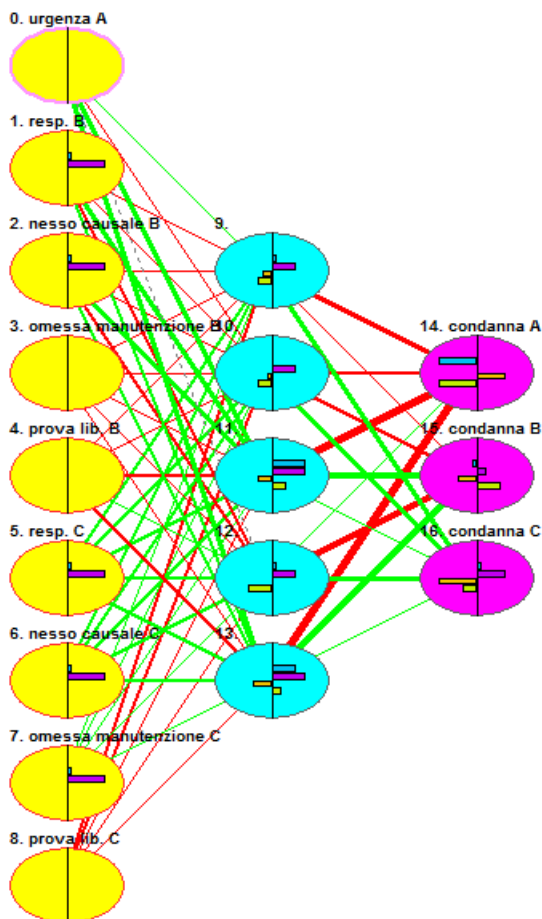 0. urgenza A
1. resp. B
2. nesso causale B
9.
3. omessa manutenzione B
10.
14. condanna A
4. prova lib. B
11.
15. condanna B
5. resp. C
12.
16. condanna C
6. nesso causale C
13.
7. omessa manutenzione C
8. prova lib. C